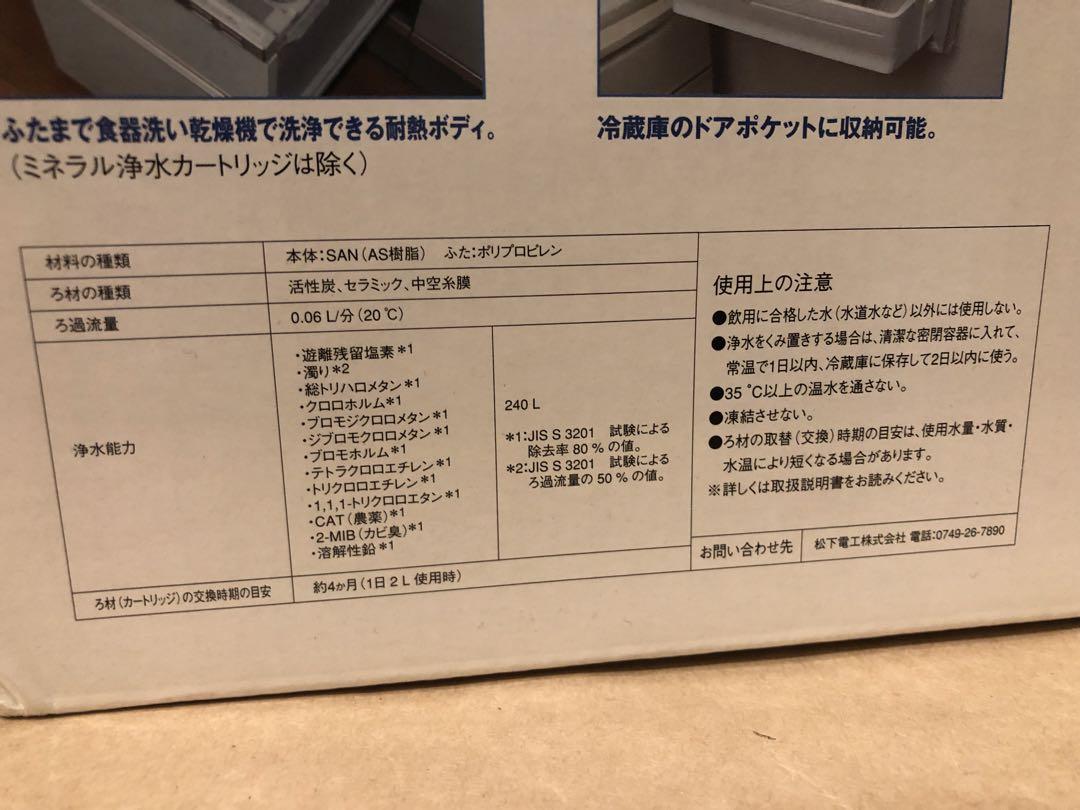 ふたまで食器洗い乾燥機で洗浄できる耐熱ボディ。
（ミネラル浄水カートリッジは除く）
冷蔵庫のドアポケットに収納可能。
材料の種類
本体：SAN（AS樹脂）　ふた：ポリプロピレン
ろ材の種類
活性炭、セラミック、中空糸膜
ろ過流量
0.06 L/分（20℃）
浄水能力
・遊離残留塩素＊1
・濁り＊2
・総トリハロメタン＊1
・クロロホルム＊1
・ブロモジクロロメタン＊1
・ジブロモクロロメタン＊1
・ブロモホルム＊1
・テトラクロロエチレン＊1
・トリクロロエチレン＊1
・1,1,1-トリクロロエタン＊1
・CAT（農薬）＊1
・2-MIB（カビ臭）＊1
・溶解性鉛＊1
240 L
＊1：JIS S 3201　試験による
除去率 80 % の値。
＊2：JIS S 3201　試験による
ろ過流量の 50 % の値。
ろ材（カートリッジ）の交換時期の目安
約4か月（1日 2 L 使用時）
使用上の注意
●飲用に合格した水（水道水など）以外には使用しない。
●浄水をくみ置きする場合は、清潔な密閉容器に入れて、
常温で1日以内、冷蔵庫に保存して2日以内に使う。
●35 ℃以上の温水を通さない。
●凍結させない。
●ろ材の取替（交換）時期の目安は、使用水量・水質・
水温により短くなる場合があります。
※詳しくは取扱説明書をお読みください。
お問い合わせ先
松下電工株式会社 電話：0749-26-7890